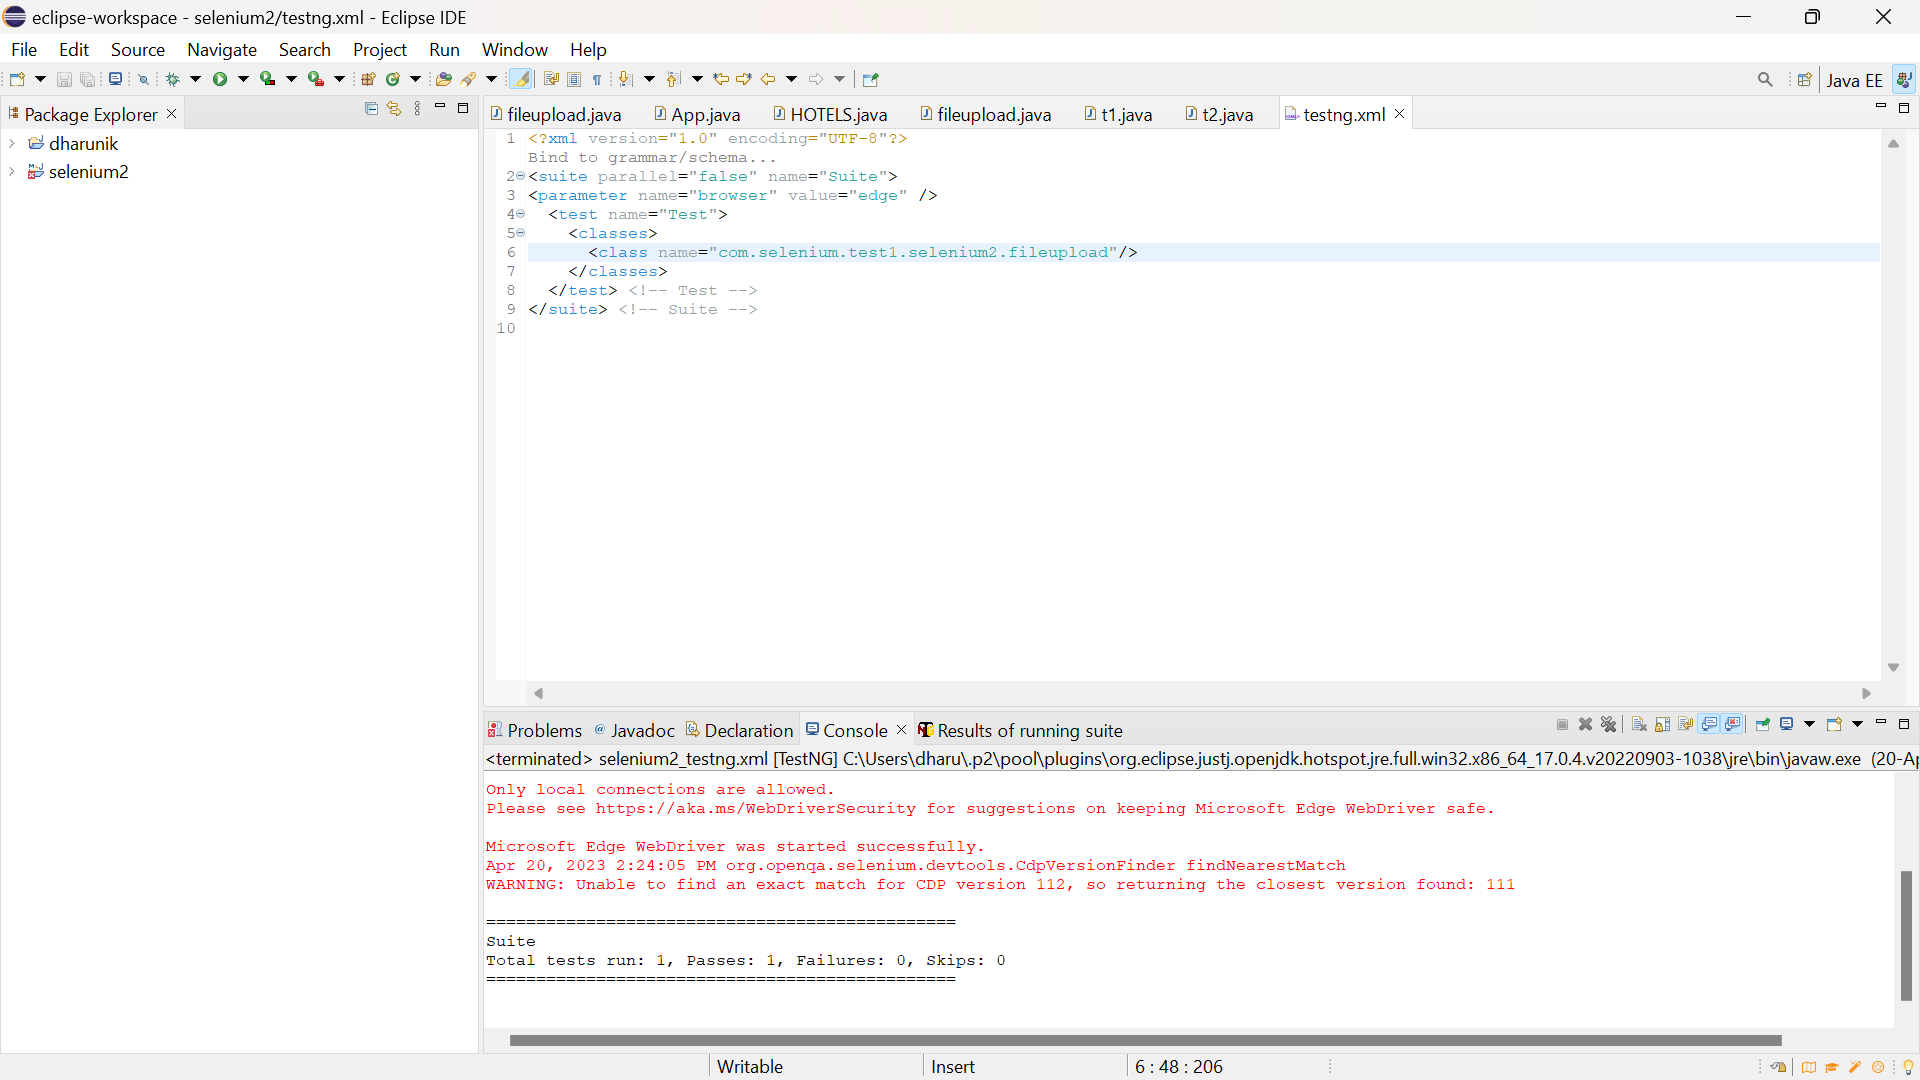 eclipse-workspace - selenium2/testng.xml - Eclipse IDE
File Edit Source Navigate Search Project Run Window Help
Java EE
Package Explorer
dharunik
selenium2
fileupload.java App.java HOTELS.java fileupload.java t1.java t2.java testng.xml
1 <?xml version="1.0" encoding="UTF-8"?>
Bind to grammar/schema...
2 <suite parallel="false" name="Suite">
3 <parameter name="browser" value="edge" />
4 <test name="Test">
5 <classes>
6 <class name="com.selenium.test1.selenium2.fileupload"/>
7 </classes>
8 </test> <!-- Test -->
9 </suite> <!-- Suite -->
10
Problems Javadoc Declaration Console Results of running suite
<terminated> selenium2_testng.xml [TestNG] C:\Users\dharu\.p2\pool\plugins\org.eclipse.justj.openjdk.hotspot.jre.full.win32.x86_64_17.0.4.v20220903-1038\jre\bin\javaw.exe (20-Ap
Only local connections are allowed.
Please see https://aka.ms/WebDriverSecurity for suggestions on keeping Microsoft Edge WebDriver safe.
Microsoft Edge WebDriver was started successfully.
Apr 20, 2023 2:24:05 PM org.openqa.selenium.devtools.CdpVersionFinder findNearestMatch
WARNING: Unable to find an exact match for CDP version 112, so returning the closest version found: 111
===============================================
Suite
Total tests run: 1, Passes: 1, Failures: 0, Skips: 0
===============================================
Writable Insert 6 : 48 : 206